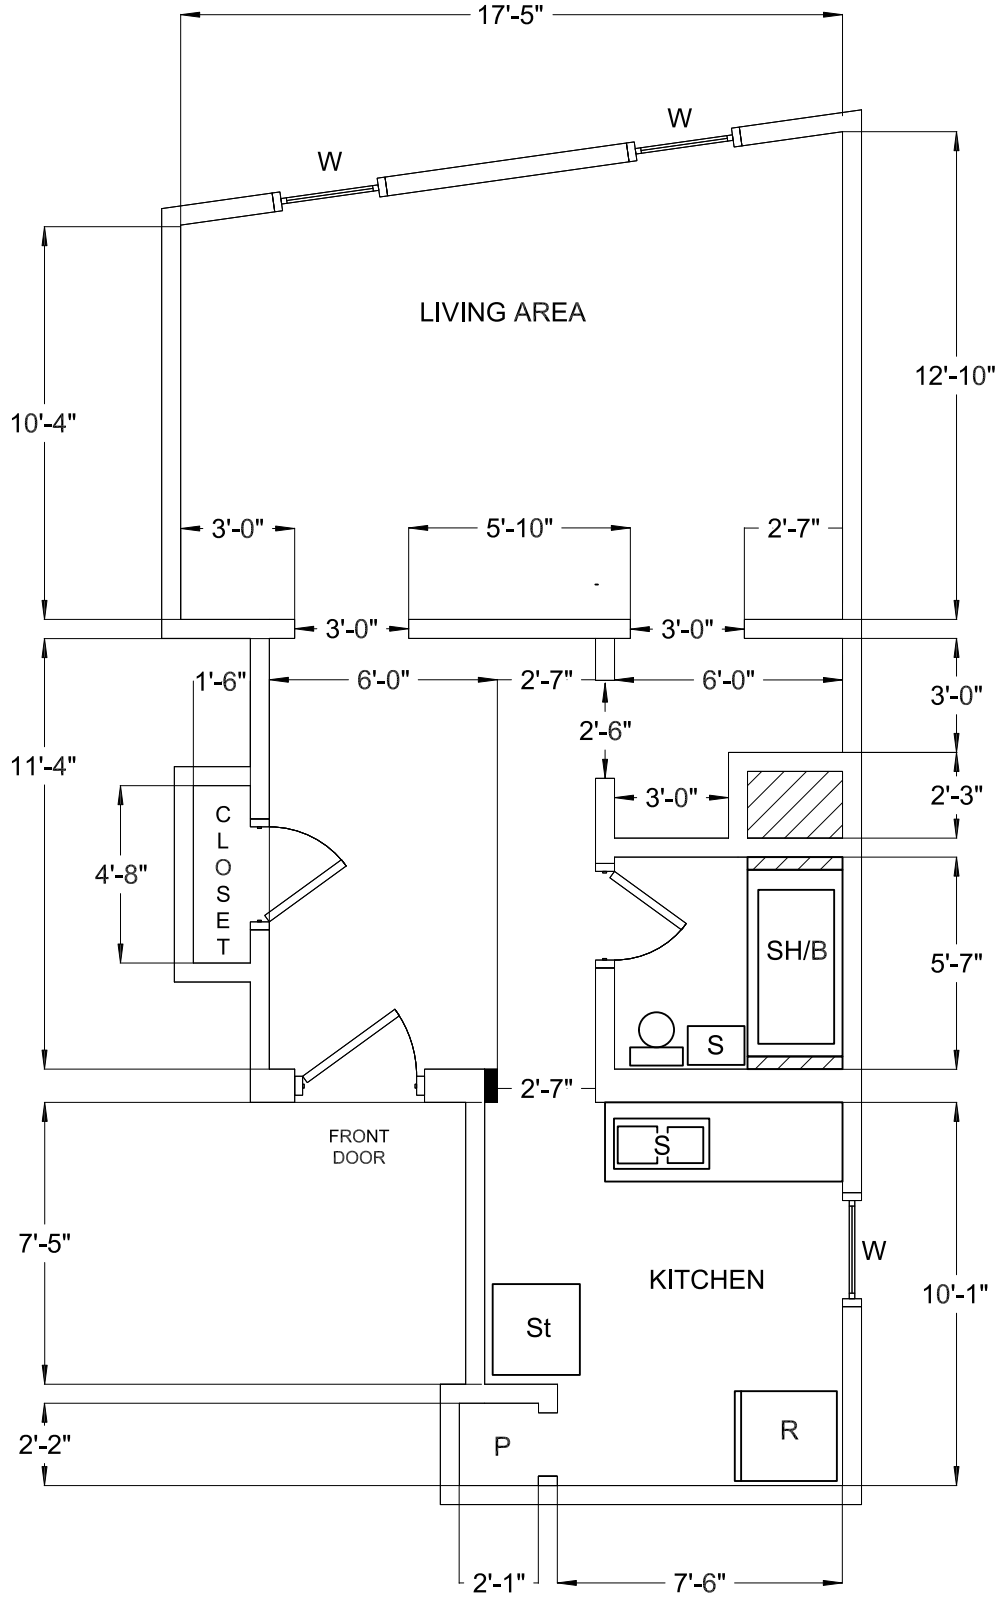 17'-5"
W
W
LIVING AREA
12'-10"
10'-4"
3'-0"
5'-10"
2'-7"
3'-0"
3'-0"
1'-6"
6'-0"
2'-7"
6'-0"
3'-0"
2'-6"
11'-4"
3'-0"
2'-3"
CLOSET
4'-8"
SH/B
5'-7"
S
2'-7"
FRONT
DOOR
S
7'-5"
W
KITCHEN
10'-1"
St
R
2'-2"
P
2'-1"
7'-6"